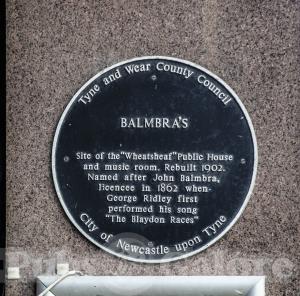 Tyne and Wear County Council
BALMBRA'S
Site of the "Wheatsheaf" Public House
and music room. Rebuilt 1902.
Named after John Balmbra,
licencee in 1862 when
George Ridley first
performed his song
"The Blaydon Races"
City of Newcastle upon Tyne